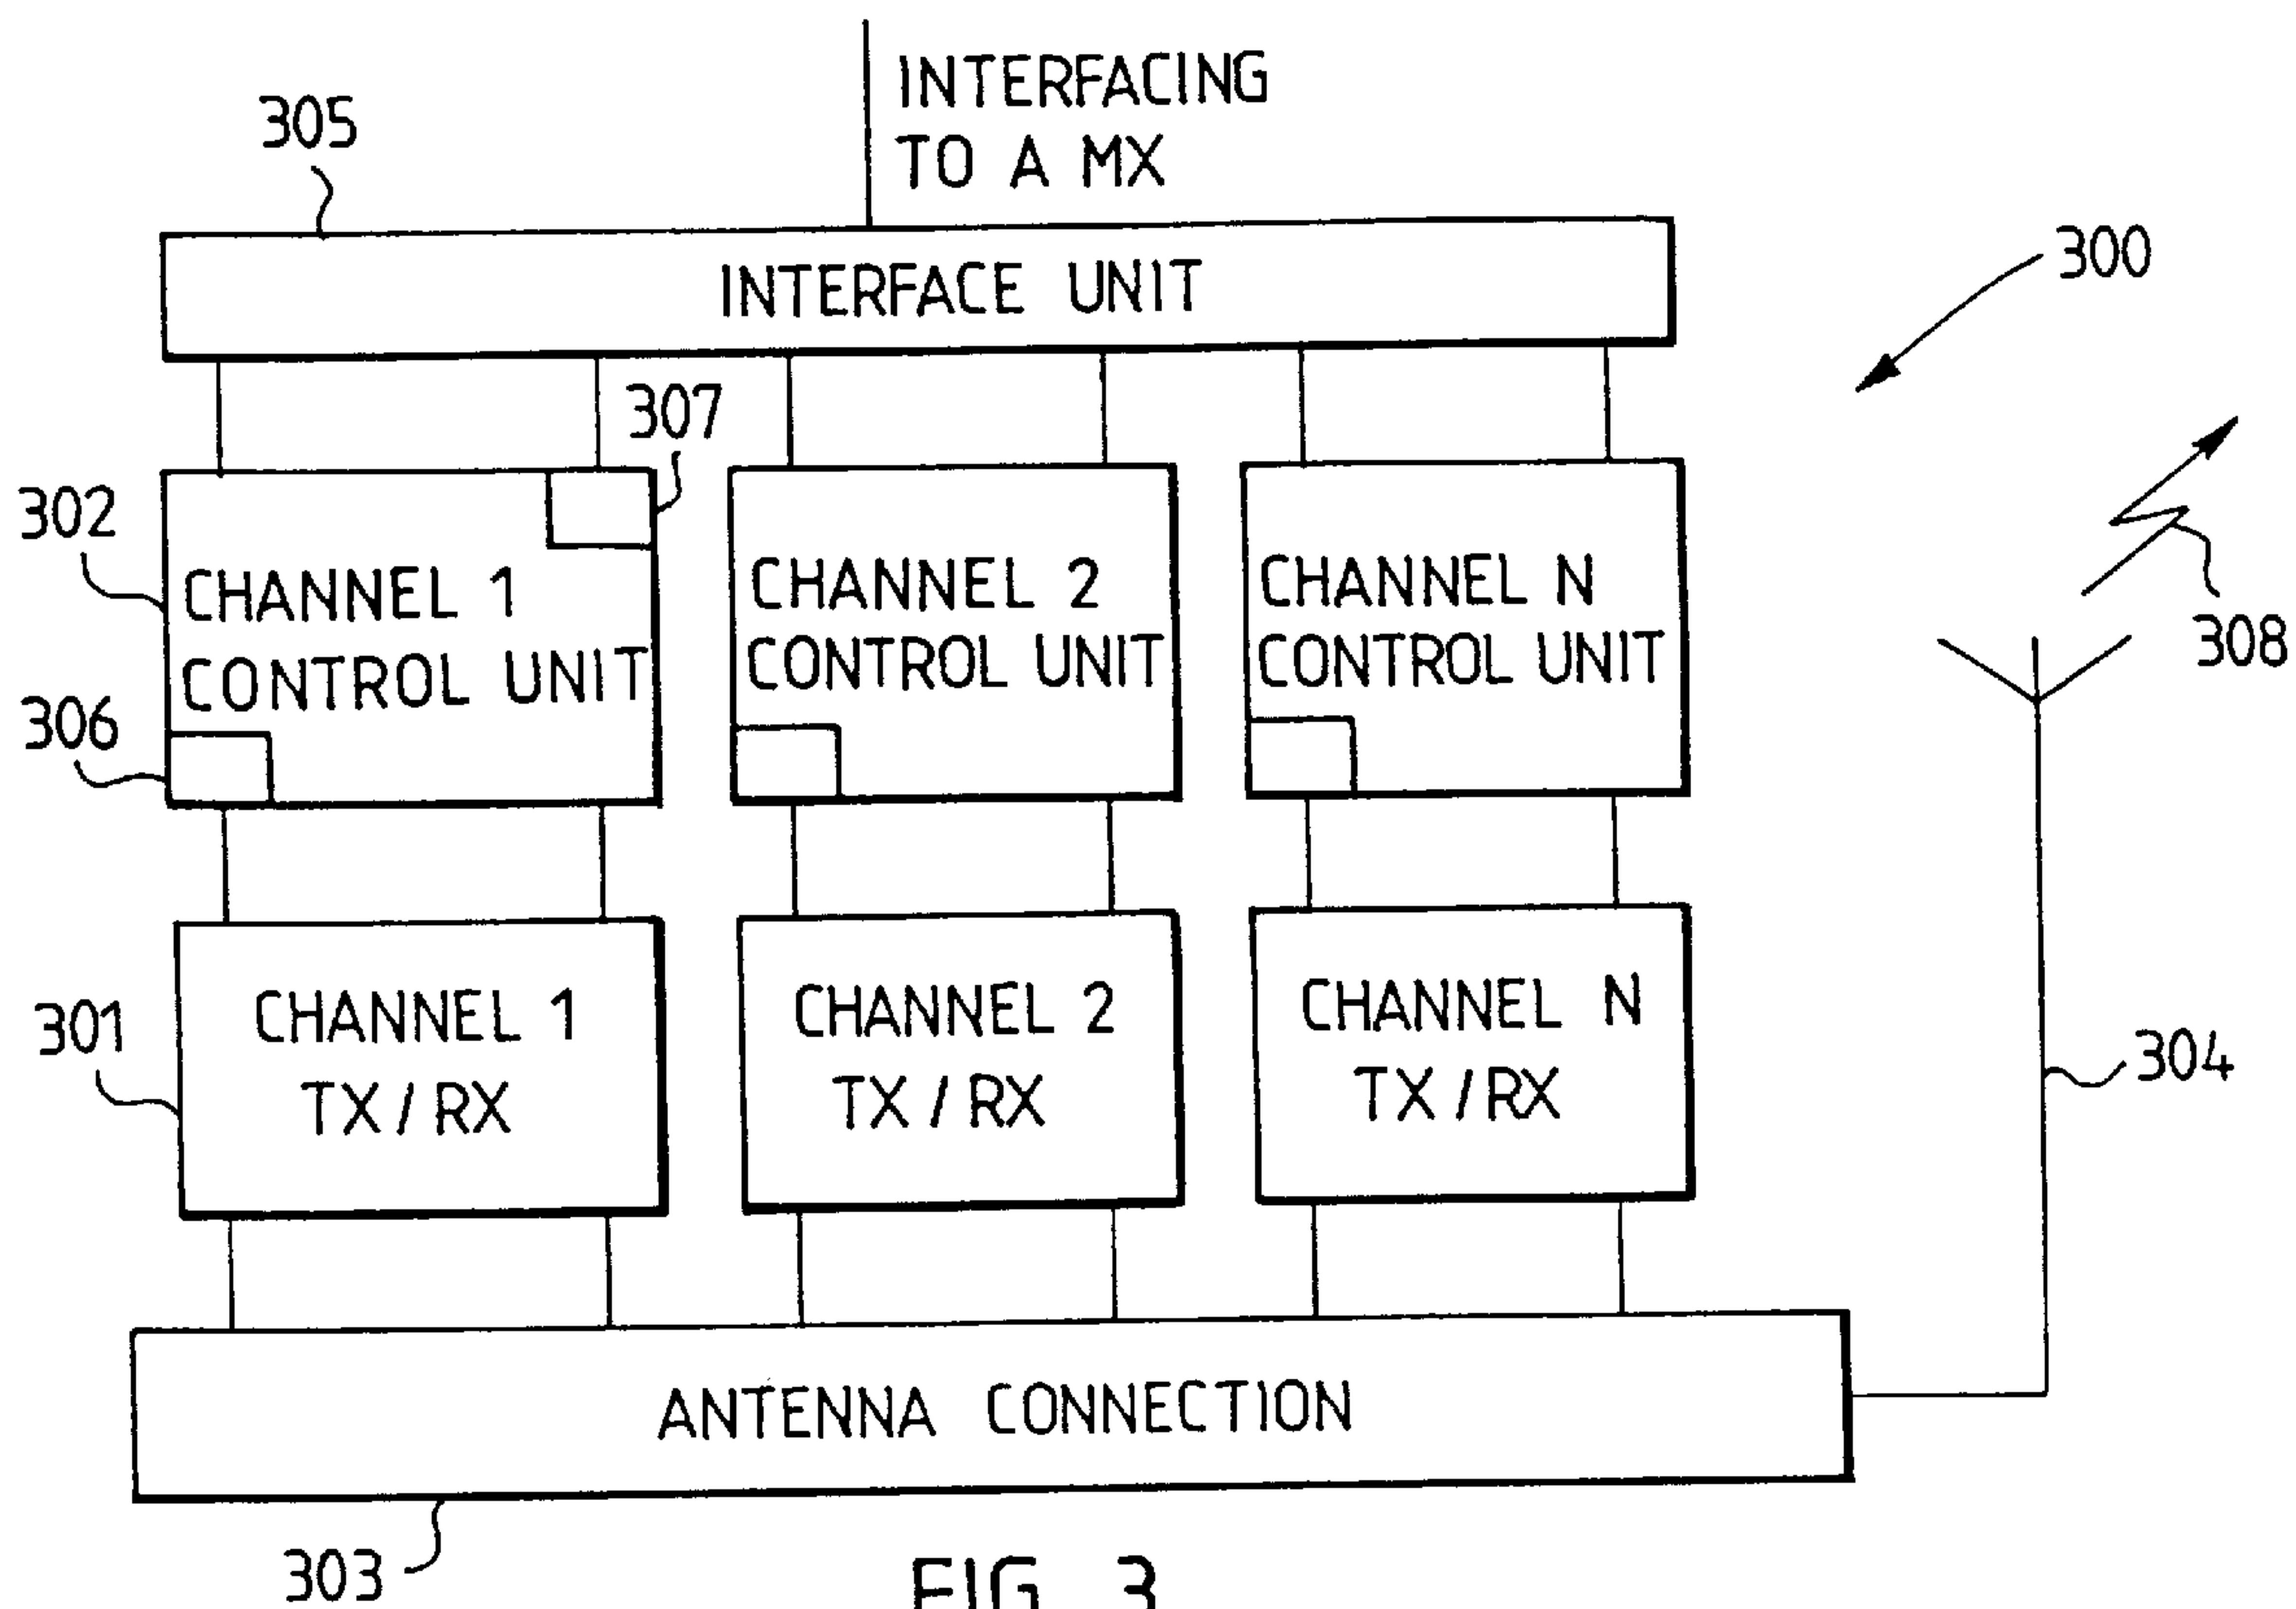 INTERFACING
TO A MX
305
300
INTERFACE UNIT
307
302
CHANNEL 1
CONTROL UNIT
CHANNEL 2
CONTROL UNIT
CHANNEL N
CONTROL UNIT
308
306
301
CHANNEL 1
TX / RX
CHANNEL 2
TX / RX
CHANNEL N
TX / RX
304
ANTENNA CONNECTION
303
FIG. 3